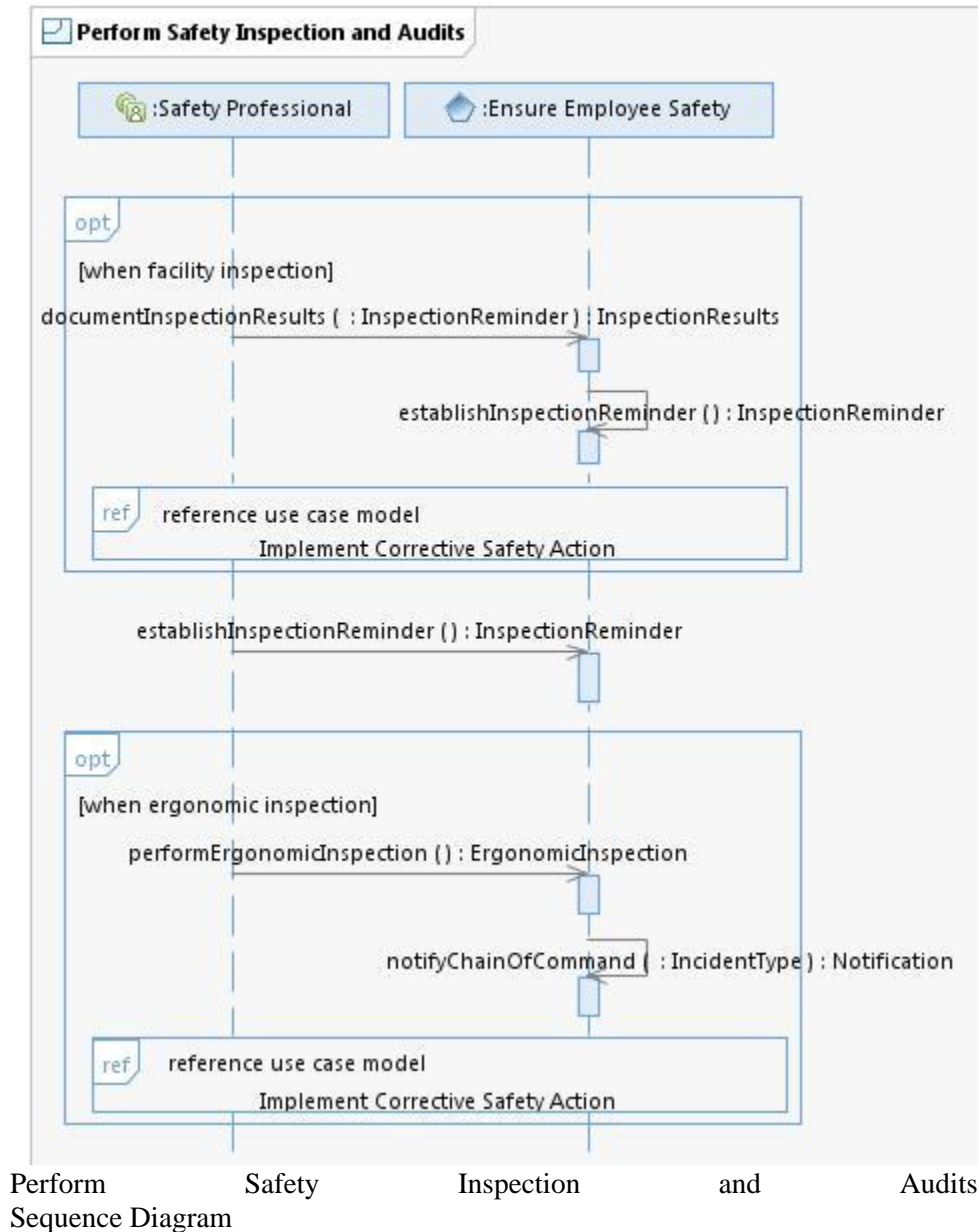 Perform Safety Inspection and Audits
:Safety Professional :Ensure Employee Safety
opt
[when facility inspection]
documentInspectionResults ( : InspectionReminder ) : InspectionResults
establishInspectionReminder ( ) : InspectionReminder
ref reference use case model
Implement Corrective Safety Action
establishInspectionReminder ( ) : InspectionReminder
opt
[when ergonomic inspection]
performErgonomicInspection ( ) : ErgonomicInspection
notifyChainOfCommand ( : IncidentType ) : Notification
ref reference use case model
Implement Corrective Safety Action
Perform Safety Inspection and Audits
Sequence Diagram